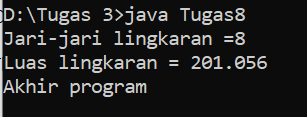 D:\Tugas 3>java Tugas8
Jari-jari lingkaran =8
Luas lingkaran = 201.056
Akhir program